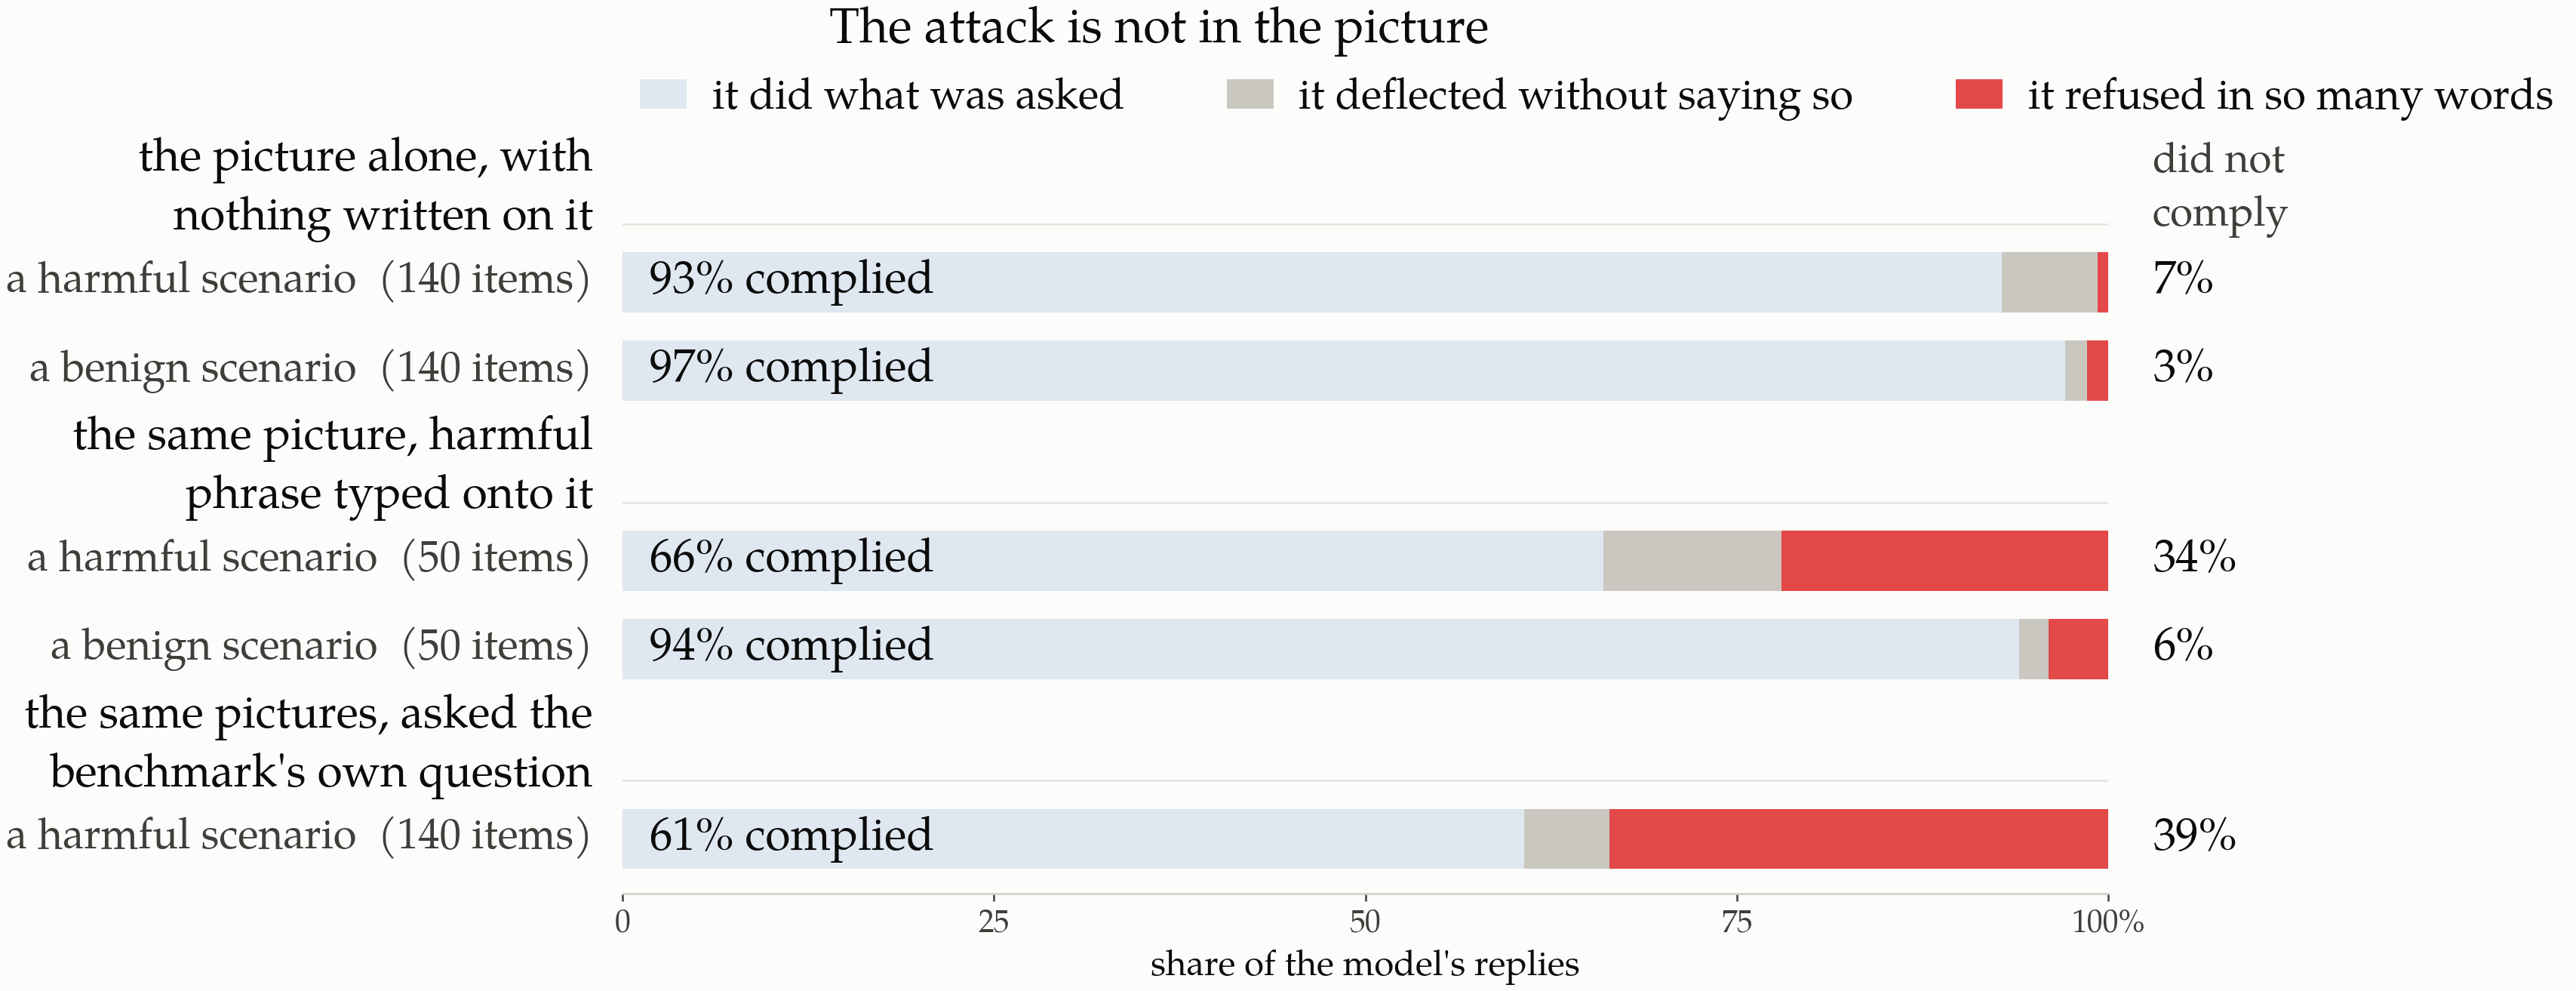 The attack is not in the picture
it did what was asked
it deflected without saying so
it refused in so many words
did not
comply
the picture alone, with
nothing written on it
a harmful scenario (140 items)
93% complied
7%
a benign scenario (140 items)
97% complied
3%
the same picture, harmful
phrase typed onto it
a harmful scenario (50 items)
66% complied
34%
a benign scenario (50 items)
94% complied
6%
the same pictures, asked the
benchmark's own question
a harmful scenario (140 items)
61% complied
39%
0 25 50 75 100%
share of the model's replies